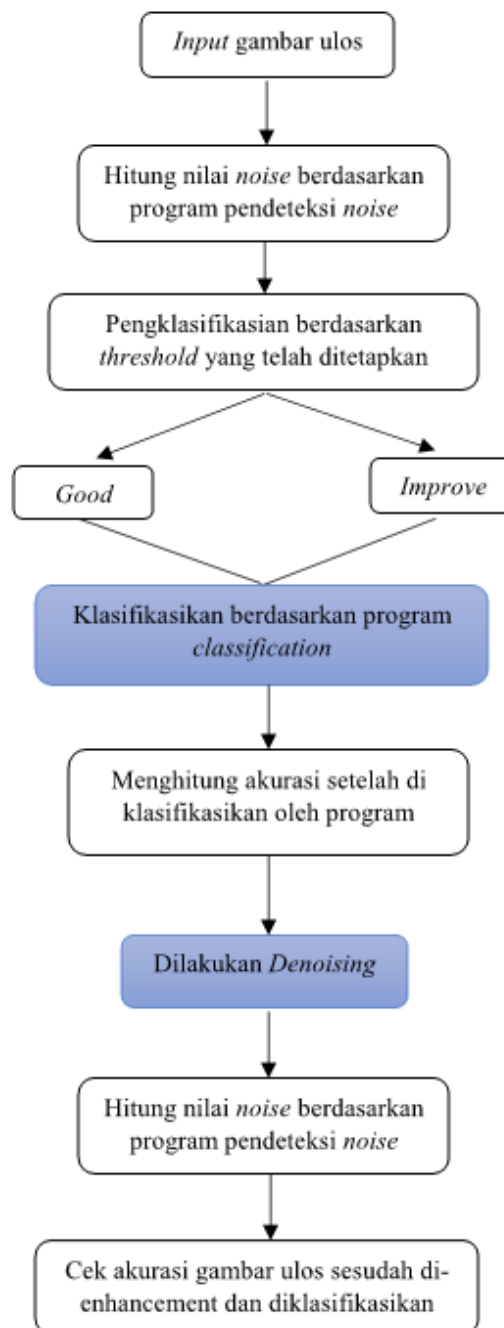 Input gambar ulos
Hitung nilai noise berdasarkan
program pendeteksi noise
Pengklasifikasian berdasarkan
threshold yang telah ditetapkan
Good
Improve
Klasifikasikan berdasarkan program
classification
Menghitung akurasi setelah di
klasifikasikan oleh program
Dilakukan Denoising
Hitung nilai noise berdasarkan
program pendeteksi noise
Cek akurasi gambar ulos sesudah di-
enhancement dan diklasifikasikan